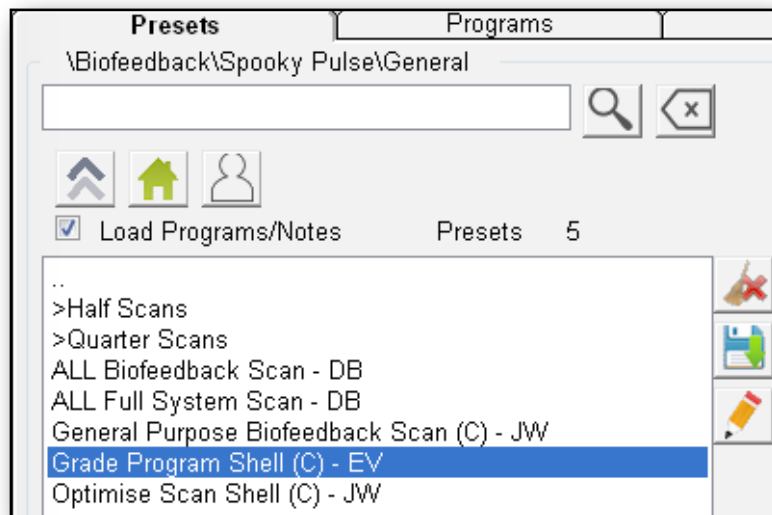 Presets Programs
\Biofeedback\Spooky Pulse\General
Load Programs/Notes Presets 5
..
>Half Scans
>Quarter Scans
ALL Biofeedback Scan - DB
ALL Full System Scan - DB
General Purpose Biofeedback Scan (C) - JW
Grade Program Shell (C) - EV
Optimise Scan Shell (C) - JW